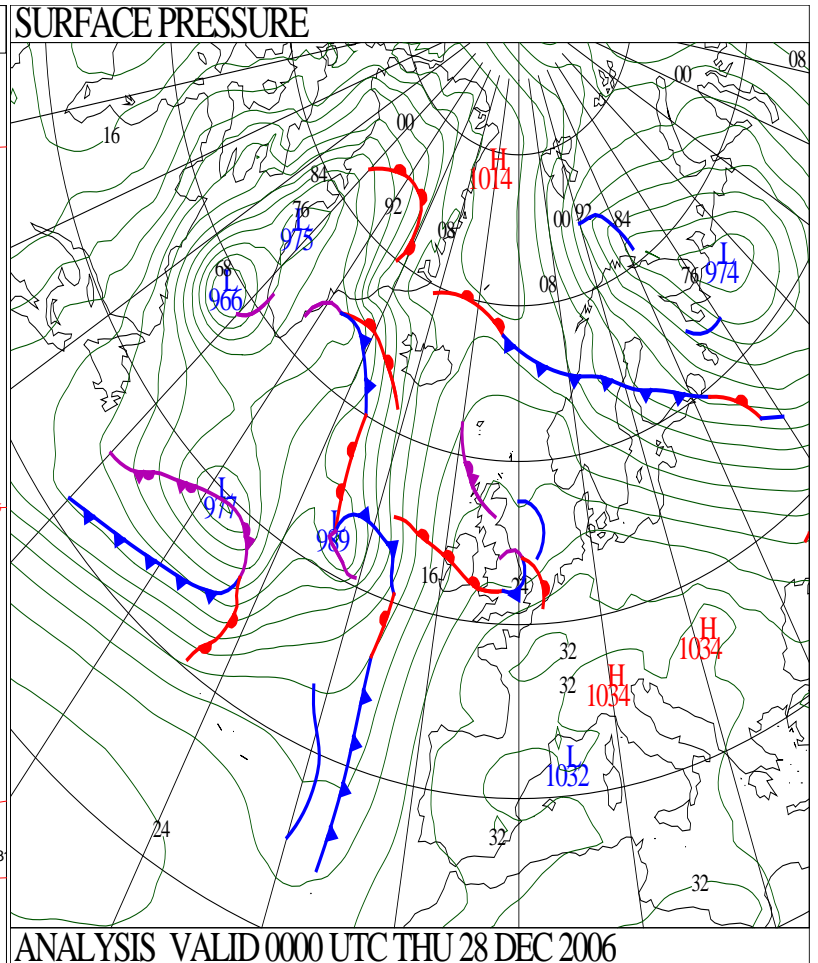 SURFACE PRESSURE
08
00
16
00
H
1014
84
76
92
L
975
08
00
92
84
68
L
966
L
974
76
08
L
977
L
989
16
24
H
1034
32
H
1034
32
L
1032
24
32
32
ANALYSIS VALID 0000 UTC THU 28 DEC 2006